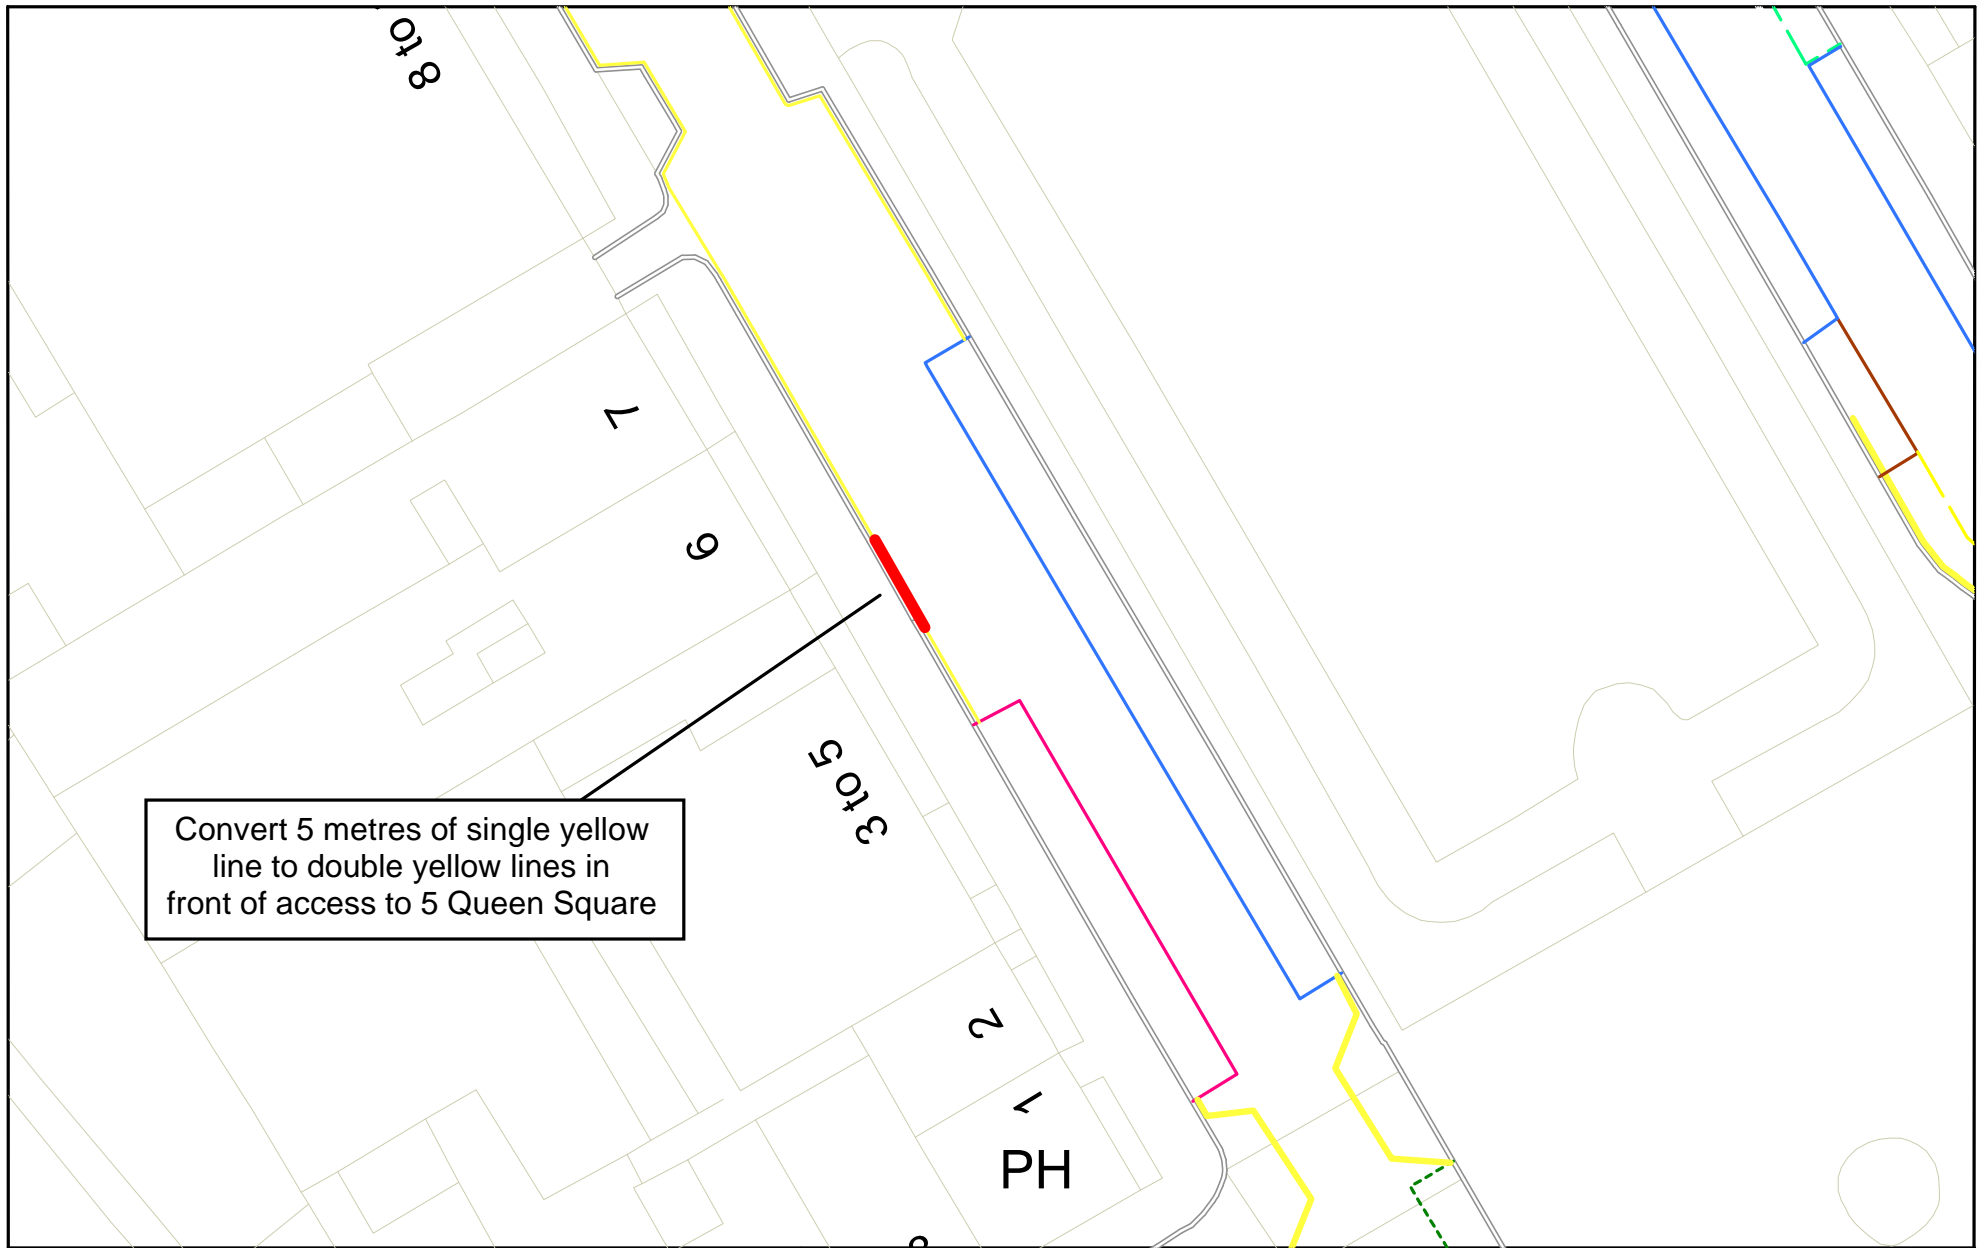 8 to
7
6
3 to 5
2
1
PH
Convert 5 metres of single yellow
line to double yellow lines in
front of access to 5 Queen Square